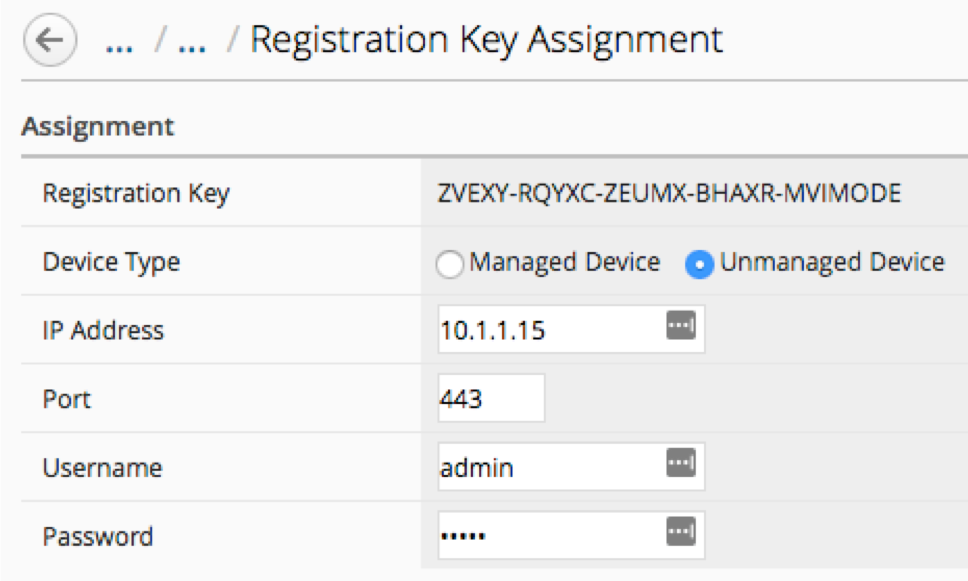 ... / ... / Registration Key Assignment
Assignment
Registration Key ZVEXY-RQYXC-ZEUMX-BHAXR-MVIMODE
Device Type Managed Device Unmanaged Device
IP Address 10.1.1.15
Port 443
Username admin
Password •••••